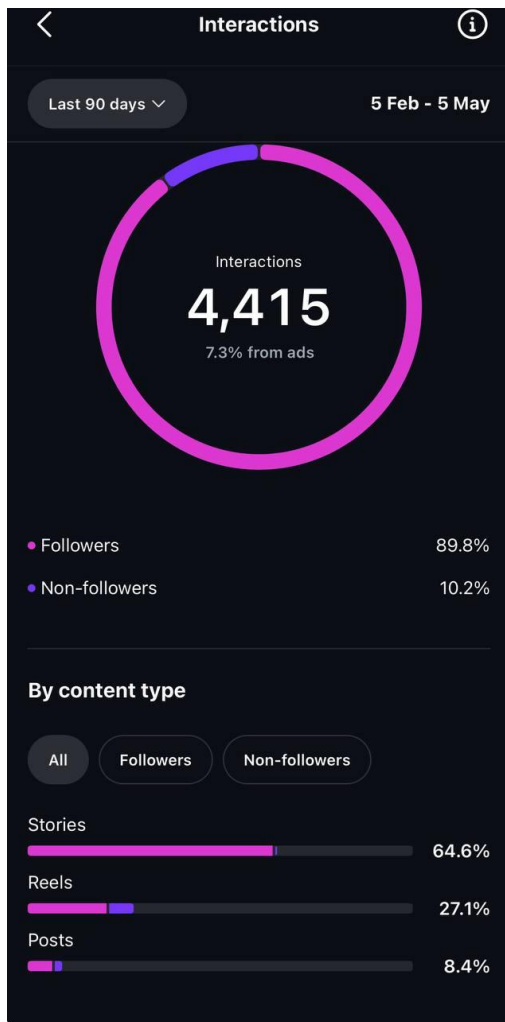 Interactions
Last 90 days
5 Feb - 5 May
Interactions
4,415
7.3% from ads
Followers 89.8%
Non-followers 10.2%
By content type
All Followers Non-followers
Stories
64.6%
Reels
27.1%
Posts
8.4%